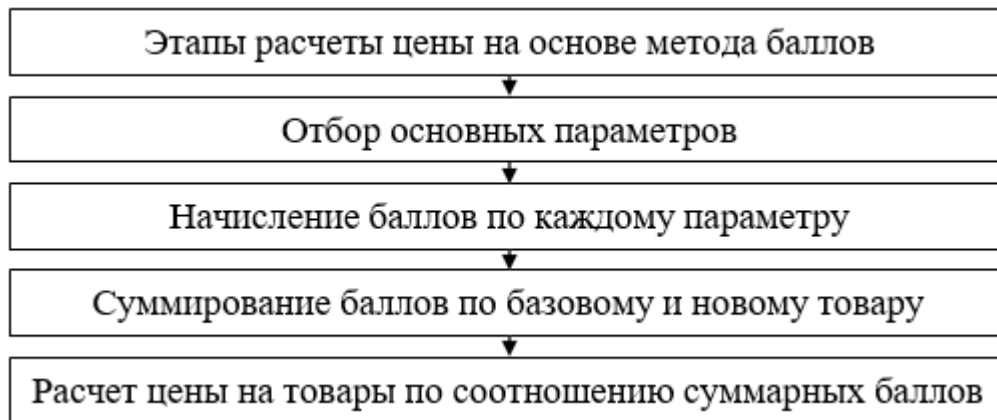 Этапы расчеты цены на основе метода баллов
Отбор основных параметров
Начисление баллов по каждому параметру
Суммирование баллов по базовому и новому товару
Расчет цены на товары по соотношению суммарных баллов